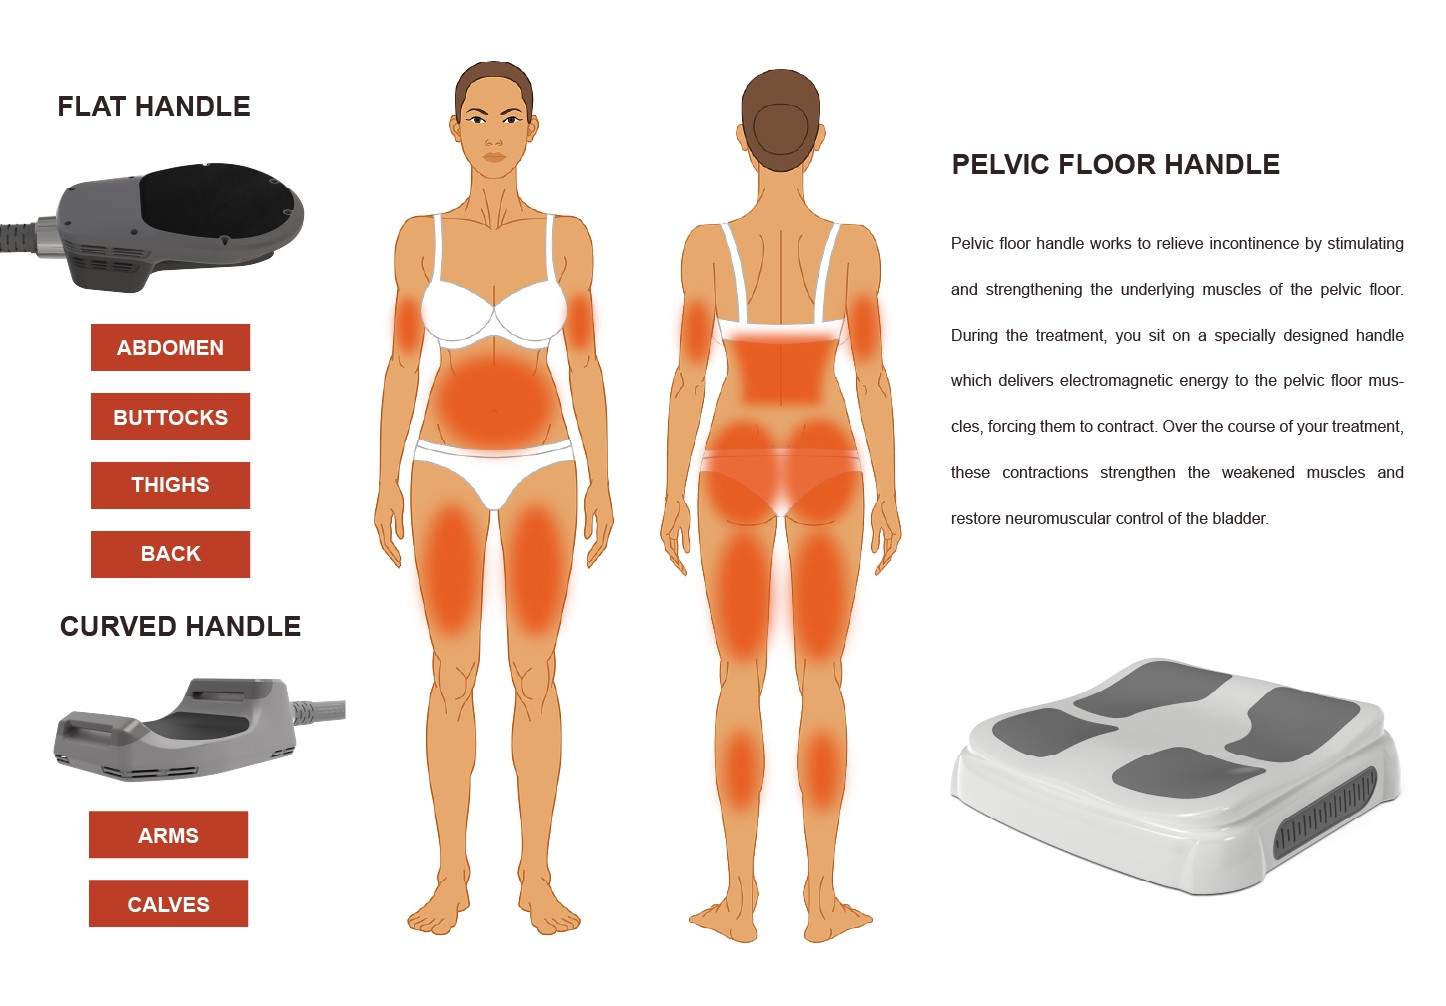 FLAT HANDLE
ABDOMEN
BUTTOCKS
THIGHS
BACK
CURVED HANDLE
ARMS
CALVES
PELVIC FLOOR HANDLE
Pelvic floor handle works to relieve incontinence by stimulating
and strengthening the underlying muscles of the pelvic floor.
During the treatment, you sit on a specially designed handle
which delivers electromagnetic energy to the pelvic floor mus-
cles, forcing them to contract. Over the course of your treatment,
these contractions strengthen the weakened muscles and
restore neuromuscular control of the bladder.